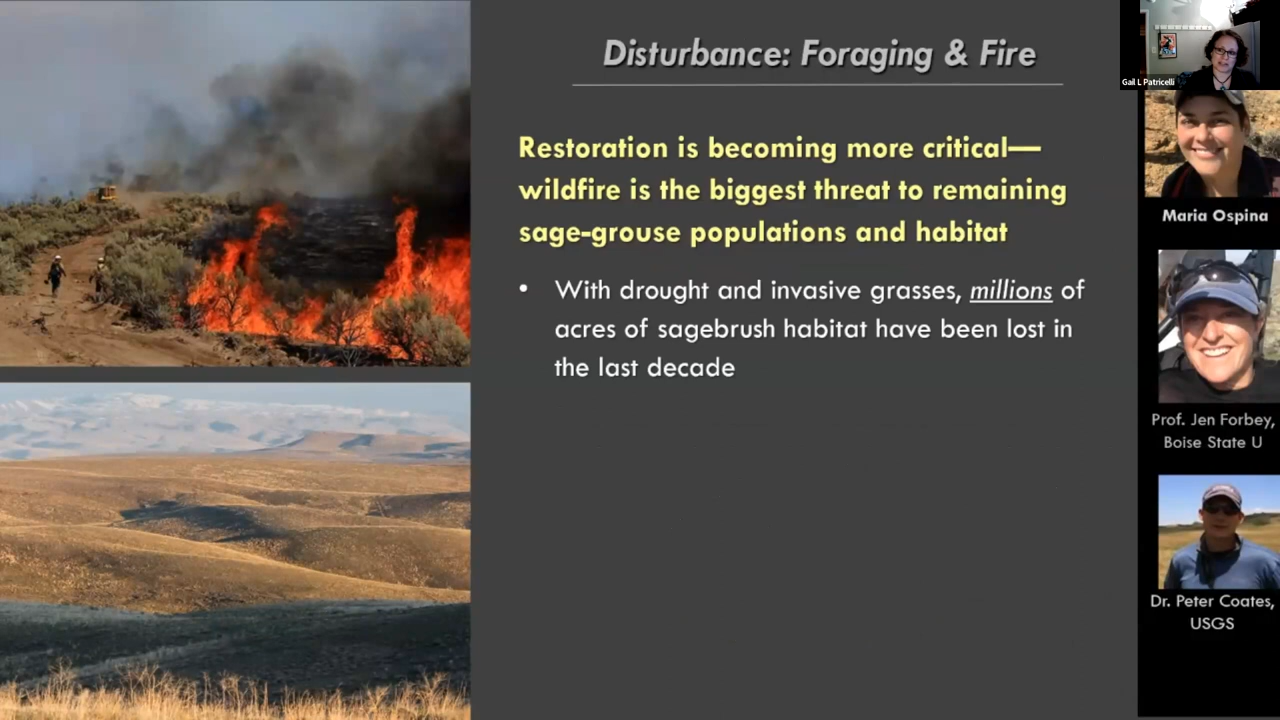 Disturbance: Foraging & Fire
Restoration is becoming more critical—
wildfire is the biggest threat to remaining
sage-grouse populations and habitat
• With drought and invasive grasses, millions of
acres of sagebrush habitat have been lost in
the last decade
Gail L Patricelli
Maria Ospina
Prof. Jen Forbey,
Boise State U
Dr. Peter Coates,
USGS